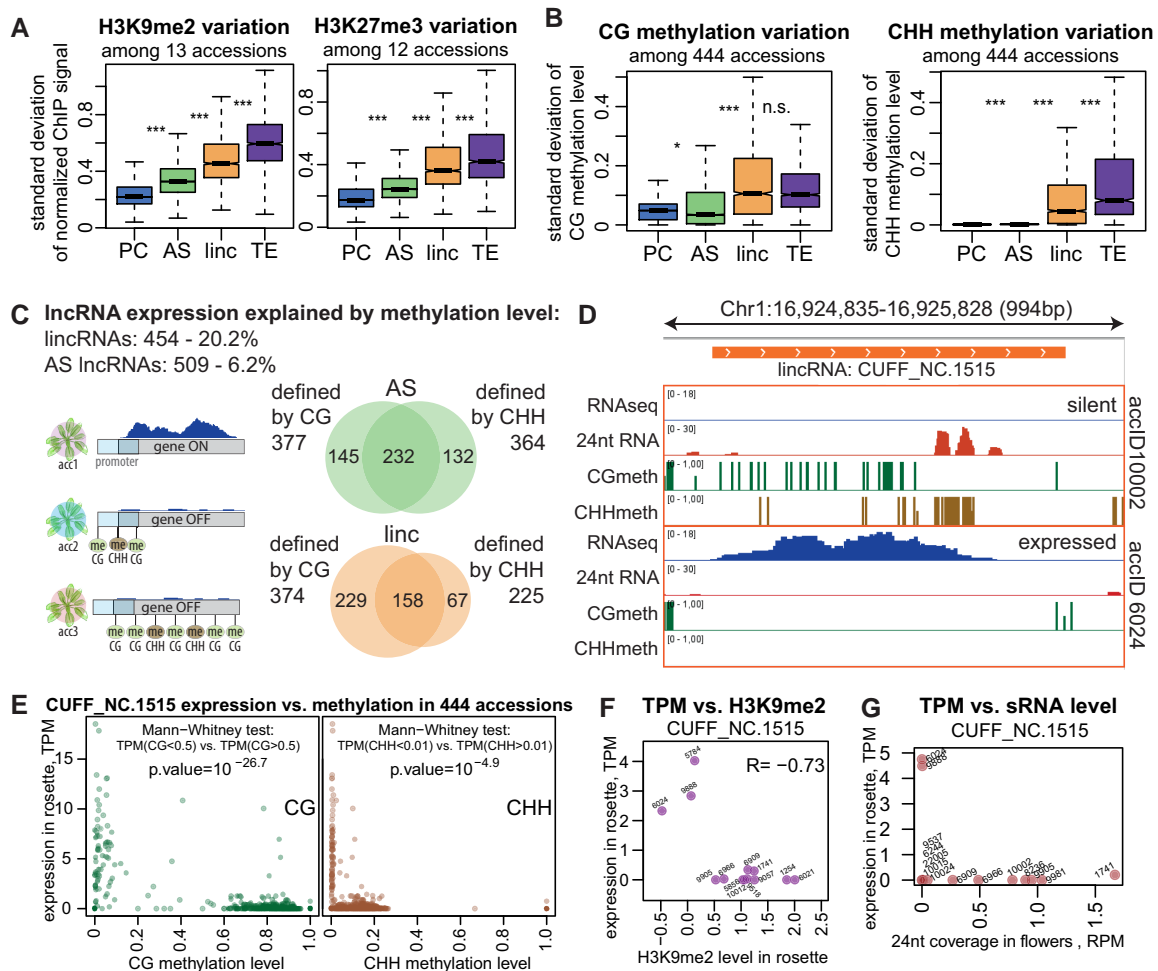 A
H3K9me2 variation
among 13 accessions
H3K27me3 variation
among 12 accessions
standard deviation
of normalized ChIP signal
0
0.4
0.8
***
***
***
PC
AS
linc
TE
0
0.4
0.8
***
***
***
PC
AS
linc
TE
B
CG methylation variation
among 444 accessions
CHH methylation variation
among 444 accessions
standard deviation of
CG methylation level
0
0.2
0.4
*
***
n.s.
PC
AS
linc
TE
standard deviation of
CHH methylation level
0
0.2
0.4
***
***
***
PC
AS
linc
TE
C
lncRNA expression explained by methylation level:
lincRNAs: 454 - 20.2%
AS lncRNAs: 509 - 6.2%
acc1
promoter
gene ON
acc2
gene OFF
me
me
me
CG
CHH
CG
acc3
gene OFF
me
me
me
me
me
me
me
CG
CG
CHH
CG
CHH
CG
CG
AS
defined
by CG
377
defined
by CHH
364
145
232
132
linc
defined
by CG
374
defined
by CHH
225
229
158
67
D
Chr1:16,924,835-16,925,828 (994bp)
lincRNA: CUFF_NC.1515
RNAseq
[0 - 18]
silent
24nt RNA
[0 - 30]
CGmeth
[0 - 1,00]
CHHmeth
[0 - 1,00]
accID10002
RNAseq
[0 - 18]
expressed
24nt RNA
[0 - 30]
CGmeth
[0 - 1,00]
CHHmeth
[0 - 1,00]
accID 6024
E
CUFF_NC.1515 expression vs. methylation in 444 accessions
expression in rosette, TPM
0
5
10
15
Mann−Whitney test:
TPM(CG<0.5) vs. TPM(CG>0.5)
p.value=10 −26.7
CG
0
0.2
0.4
0.6
0.8
1.0
CG methylation level
Mann−Whitney test:
TPM(CHH<0.01) vs. TPM(CHH>0.01)
p.value=10 −4.9
CHH
0
0.2
0.4
0.6
0.8
1.0
CHH methylation level
F
TPM vs. H3K9me2
CUFF_NC.1515
R= −0.73
expression in rosette, TPM
0
1
2
3
4
5784
9888
6024
9905
6966
6909
1741
5856
10012
9057
1254
6021
-0.5
0.0
0.5
1.0
1.5
2.0
2.5
H3K9me2 level in rosette
G
TPM vs. sRNA level
CUFF_NC.1515
expression in rosette, TPM
0
1
2
3
4
5
6024
9888
9537
6244
22005
10015
10024
6909
6966
10002
9905
9981
1741
0
0.5
1.0
1.5
24nt coverage in flowers , RPM